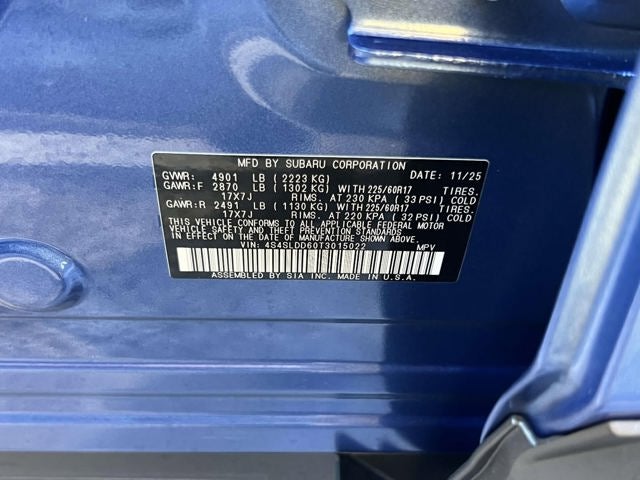 MFD BY SUBARU CORPORATION DATE: 11/25
GVWR: 4901 LB (2223 KG)
GAWR:F 2870 LB (1302 KG) WITH 225/60R17 TIRES.
17X7J RIMS. AT 230 KPA (33 PSI) COLD
GAWR:R 2491 LB (1130 KG) WITH 225/60R17 TIRES.
17X7J RIMS. AT 220 KPA (32 PSI) COLD
THIS VEHICLE CONFORMS TO ALL APPLICABLE FEDERAL MOTOR
VEHICLE SAFETY AND THEFT PREVENTION STANDARDS
IN EFFECT ON THE DATE OF MANUFACTURE SHOWN ABOVE.
VIN: 4S4SLDD60T3015022 MPV
ASSEMBLED BY SIA INC. MADE IN U.S.A.